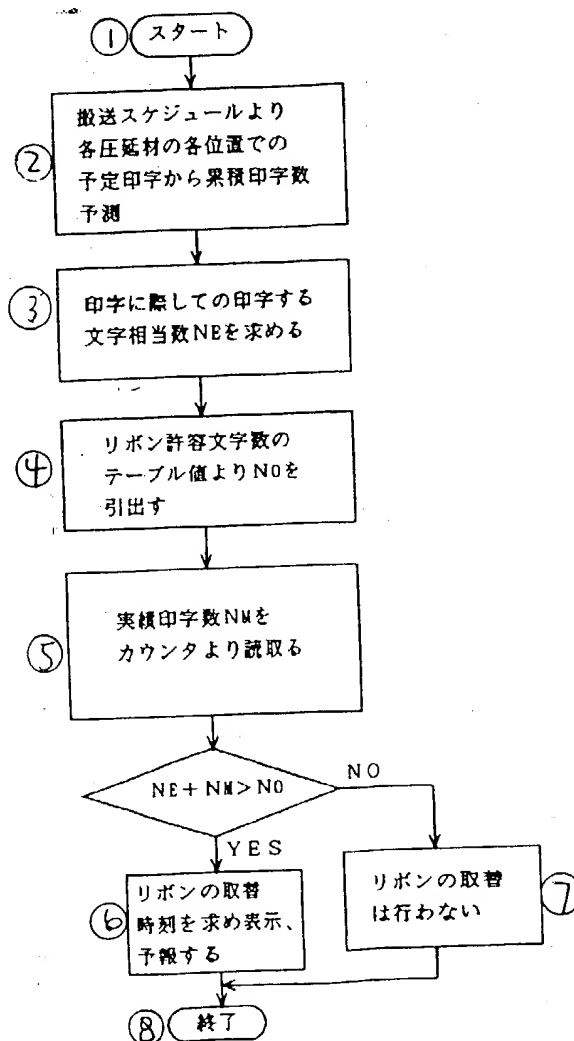 ① スタート
② 搬送スケジュールより
各圧延材の各位置での
予定印字から累積印字数
予測
③ 印字に際しての印字する
文字相当数NEを求める
④ リボン許容文字数の
テーブル値よりN0を
引出す
⑤ 実績印字数NMを
カウンタより読取る
NE+NM>N0
NO
YES
⑥ リボンの取替
時刻を求め表示、
予報する
リボンの取替
は行わない ⑦
⑧ 終了